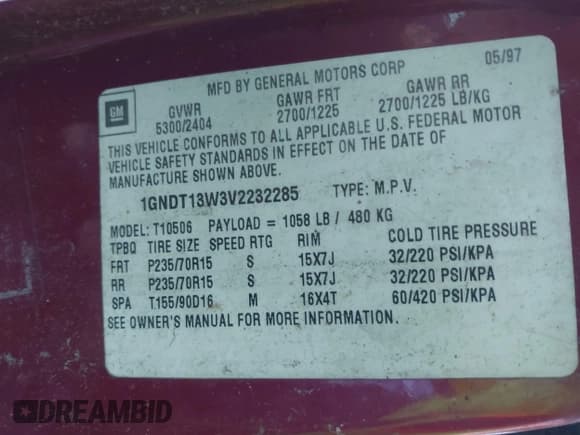 05/97
MFD BY GENERAL MOTORS CORP
GM
GVWR GAWR FRT GAWR RR
5300/2404 2700/1225 2700/1225 LB/KG
THIS VEHICLE CONFORMS TO ALL APPLICABLE U.S. FEDERAL MOTOR
VEHICLE SAFETY STANDARDS IN EFFECT ON THE DATE OF
MANUFACTURE SHOWN ABOVE.
1GNDT13W3V2232285 TYPE: M.P.V.
MODEL: T10506 PAYLOAD = 1058 LB / 480 KG
TPBQ TIRE SIZE SPEED RTG RIM COLD TIRE PRESSURE
FRT P235/70R15 S 15X7J 32/220 PSI/KPA
RR P235/70R15 S 15X7J 32/220 PSI/KPA
SPA T155/90D16 M 16X4T 60/420 PSI/KPA
SEE OWNER'S MANUAL FOR MORE INFORMATION.
DREAMBID